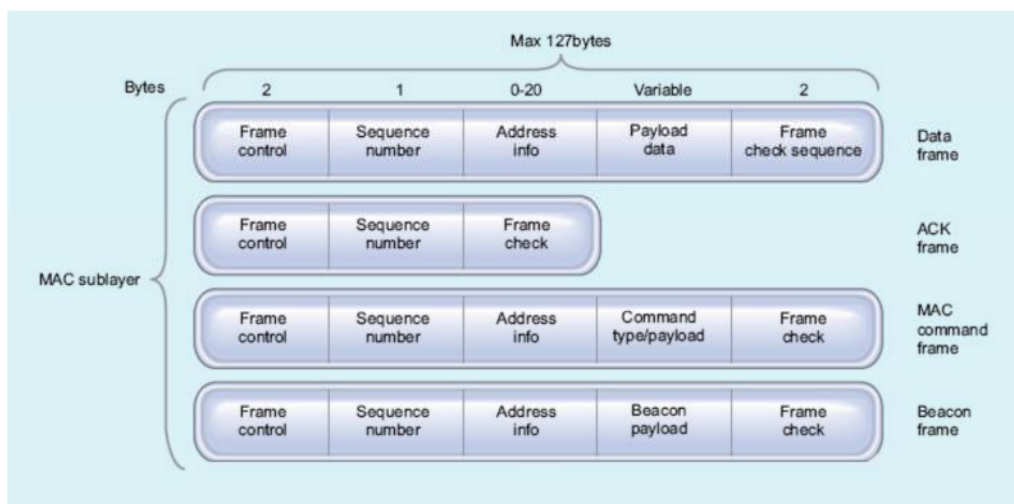 Max 127bytes
Bytes 2 1 0-20 Variable 2
Frame control
Sequence number
Address info
Payload data
Frame check sequence
Data frame
Frame control
Sequence number
Frame check
ACK frame
MAC sublayer
Frame control
Sequence number
Address info
Command type/payload
Frame check
MAC command frame
Frame control
Sequence number
Address info
Beacon payload
Frame check
Beacon frame